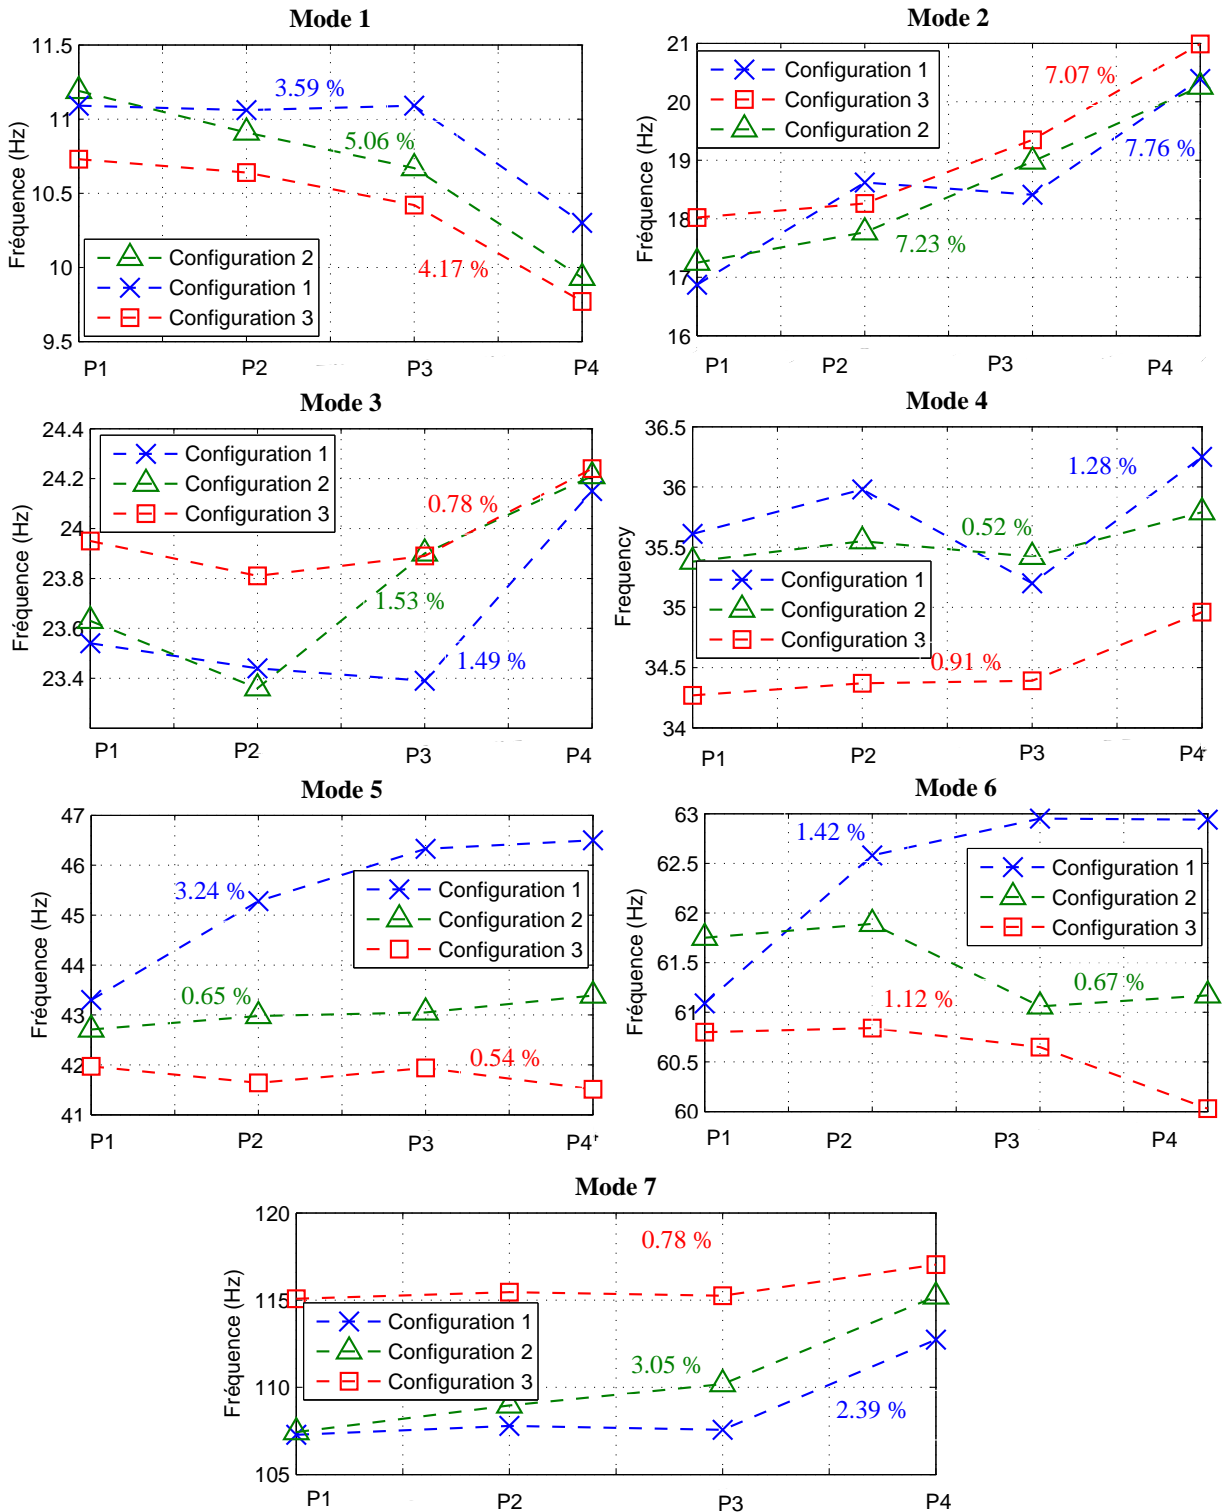 Mode 1
11.5
11
10.5
10
9.5
Fréquence (Hz)
3.59 %
5.06 %
4.17 %
Configuration 2
Configuration 1
Configuration 3
P1 P2 P3 P4
Mode 2
21
20
19
18
17
16
Fréquence (Hz)
Configuration 1
Configuration 3
Configuration 2
7.07 %
7.76 %
7.23 %
P1 P2 P3 P4
Mode 3
24.4
24.2
24
23.8
23.6
23.4
Fréquence (Hz)
Configuration 1
Configuration 2
Configuration 3
0.78 %
1.53 %
1.49 %
P1 P2 P3 P4
Mode 4
36.5
36
35.5
35
34.5
34
Frequency
1.28 %
0.52 %
Configuration 1
Configuration 2
Configuration 3
0.91 %
P1 P2 P3 P4
Mode 5
47
46
45
44
43
42
41
Fréquence (Hz)
3.24 %
Configuration 1
Configuration 2
Configuration 3
0.65 %
0.54 %
P1 P2 P3 P4
Mode 6
63
62.5
62
61.5
61
60.5
60
Fréquence (Hz)
1.42 %
Configuration 1
Configuration 2
Configuration 3
0.67 %
1.12 %
P1 P2 P3 P4
Mode 7
120
115
110
105
Fréquence (Hz)
0.78 %
Configuration 1
Configuration 2
Configuration 3
3.05 %
2.39 %
P1 P2 P3 P4